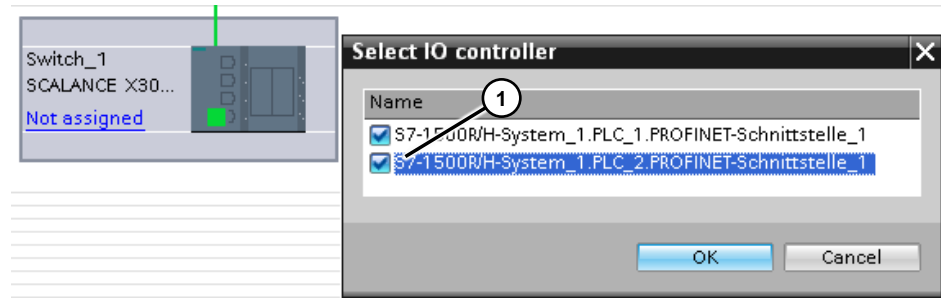 Switch_1
SCALANCE X30...
Not assigned
Select IO controller
Name
1
S7-1500R/H-System_1.PLC_1.PROFINET-Schnittstelle_1
S7-1500R/H-System_1.PLC_2.PROFINET-Schnittstelle_1
OK
Cancel